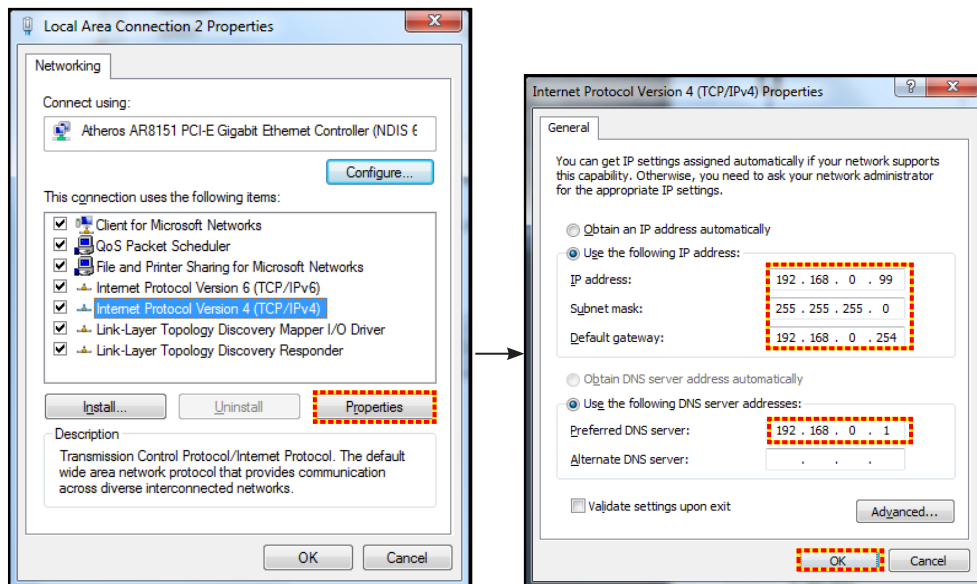 Local Area Connection 2 Properties
Networking
Connect using:
Atheros AR8151 PCI-E Gigabit Ethernet Controller (NDIS 6
Configure...
This connection uses the following items:
Client for Microsoft Networks
QoS Packet Scheduler
File and Printer Sharing for Microsoft Networks
Internet Protocol Version 6 (TCP/IPv6)
Internet Protocol Version 4 (TCP/IPv4)
Link-Layer Topology Discovery Mapper I/O Driver
Link-Layer Topology Discovery Responder
Install...
Uninstall
Properties
Description
Transmission Control Protocol/Internet Protocol. The default
wide area network protocol that provides communication
across diverse interconnected networks.
OK
Cancel
Internet Protocol Version 4 (TCP/IPv4) Properties
General
You can get IP settings assigned automatically if your network supports
this capability. Otherwise, you need to ask your network administrator
for the appropriate IP settings.
Obtain an IP address automatically
Use the following IP address:
IP address: 192 . 168 . 0 . 99
Subnet mask: 255 . 255 . 255 . 0
Default gateway: 192 . 168 . 0 . 254
Obtain DNS server address automatically
Use the following DNS server addresses:
Preferred DNS server: 192 . 168 . 0 . 1
Alternate DNS server: . . .
Validate settings upon exit
Advanced...
OK
Cancel